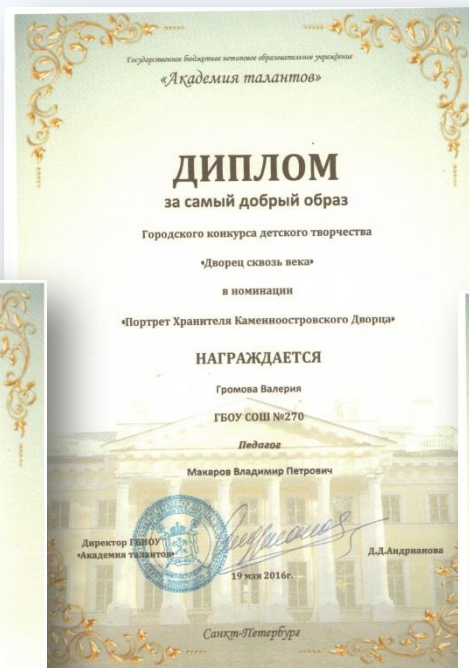 Государственное бюджетное нетиповое образовательное учреждение
«Академия талантов»
ДИПЛОМ
за самый добрый образ
Городского конкурса детского творчества
«Дворец сквозь века»
в номинации
«Портрет Хранителя Каменноостровского Дворца»
НАГРАЖДАЕТСЯ
Громова Валерия
ГБОУ СОШ №270
Педагог
Макаров Владимир Петрович
Директор ГБНОУ
«Академия талантов»
Д.Д.Андрианова
19 мая 2016г.
Санкт-Петербург